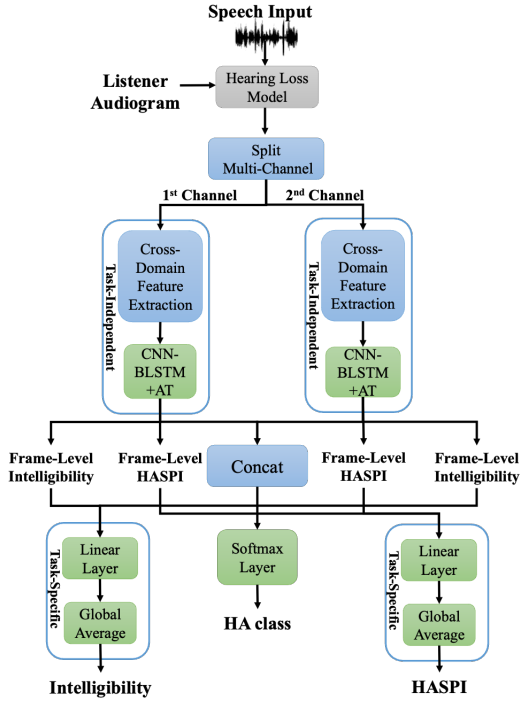 Speech Input
Listener
Audiogram
Hearing Loss
Model
Split
Multi-Channel
1st Channel
2nd Channel
Cross-
Domain
Feature
Extraction
Task-Independent
CNN-
BLSTM
+AT
Cross-
Domain
Feature
Extraction
Task-Independent
CNN-
BLSTM
+AT
Frame-Level
Intelligibility
Frame-Level
HASPI
Concat
Frame-Level
HASPI
Frame-Level
Intelligibility
Linear
Layer
Global
Average
Task-Specific
Softmax
Layer
Linear
Layer
Global
Average
Task-Specific
Intelligibility
HA class
HASPI